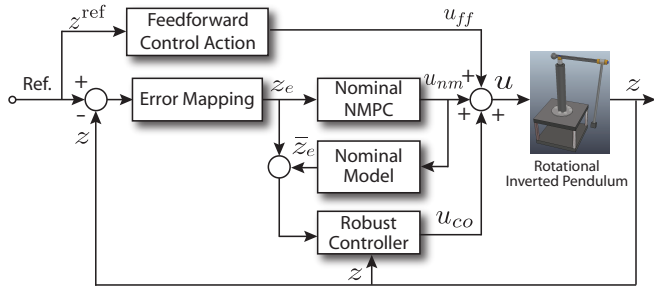 z^ref
Feedforward
Control Action
u_ff
Ref.
+
-
z
Error Mapping
z_e
Nominal
NMPC
u_nm
+
+
+
u
z
z̅_e
Nominal
Model
Rotational
Inverted Pendulum
Robust
Controller
u_co
z